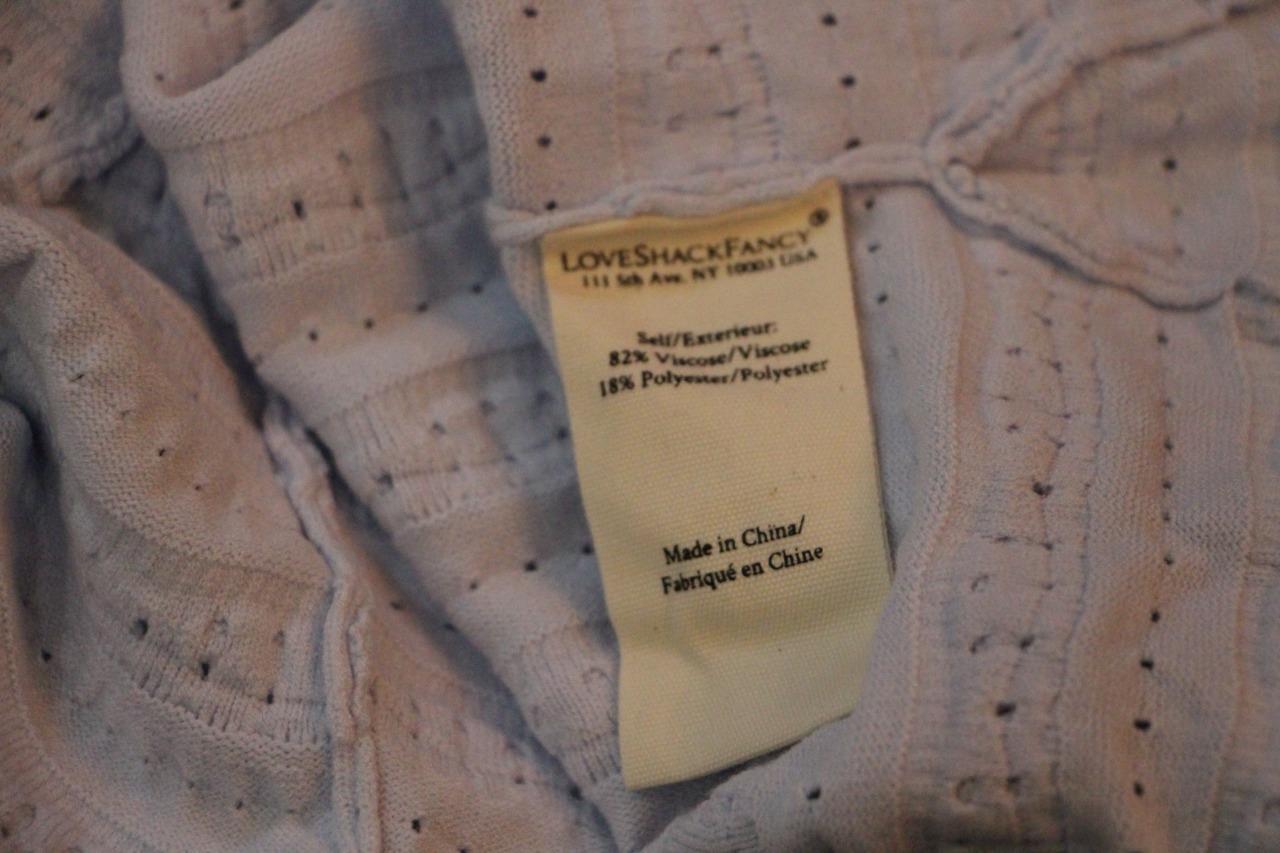 LOVESHACKFANCY®
111 5th Ave. NY 10003 USA
Self/Exterieur:
82% Viscose/Viscose
18% Polyester/Polyester
Made in China/
Fabriqué en Chine